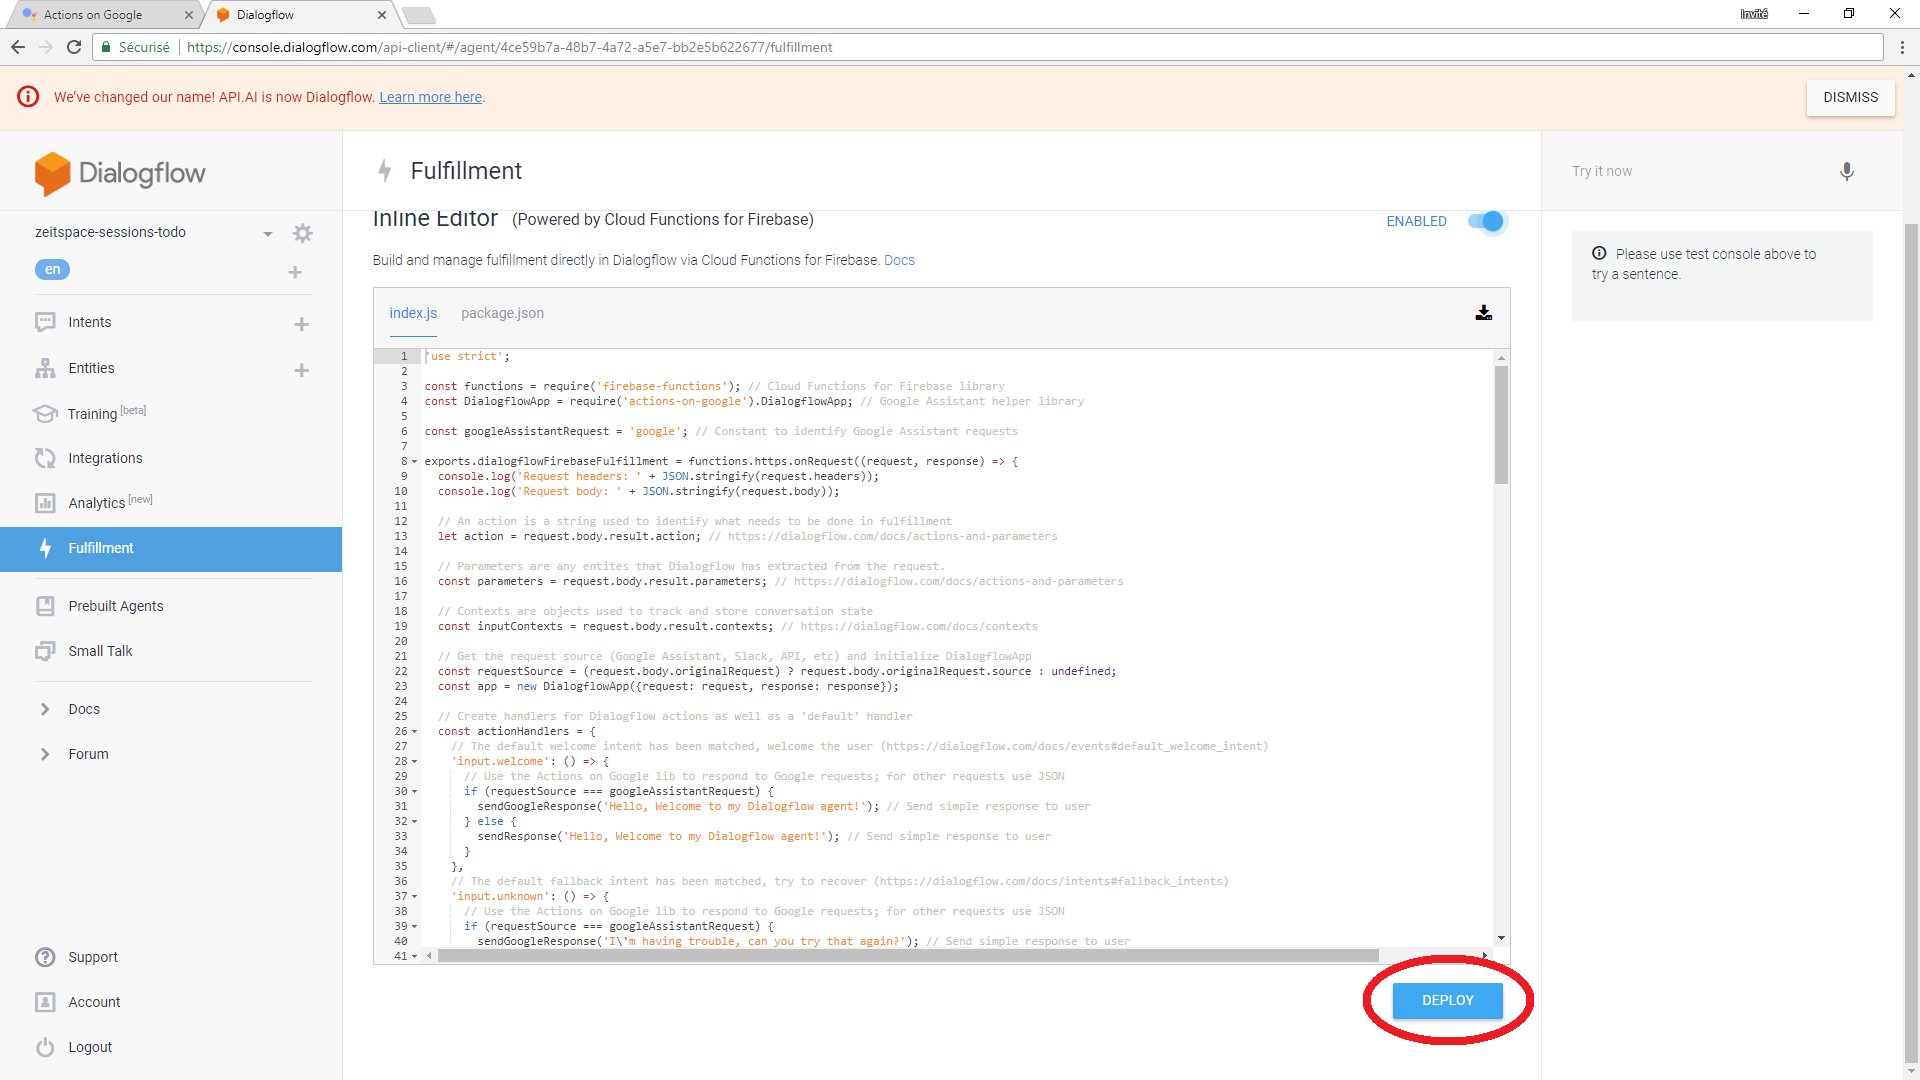 Actions on Google
Dialogflow
Invité
Sécurisé
https://console.dialogflow.com/api-client/#/agent/4ce59b7a-48b7-4a72-a5e7-bb2e5b622677/fulfillment
We've changed our name! API.AI is now Dialogflow. Learn more here.
DISMISS
Dialogflow
zeitspace-sessions-todo
en
Intents
Entities
Training [beta]
Integrations
Analytics [new]
Fulfillment
Prebuilt Agents
Small Talk
Docs
Forum
Support
Account
Logout
Fulfillment
Inline Editor (Powered by Cloud Functions for Firebase)
ENABLED
Build and manage fulfillment directly in Dialogflow via Cloud Functions for Firebase. Docs
index.js package.json
1 'use strict';
2
3 const functions = require('firebase-functions'); // Cloud Functions for Firebase library
4 const DialogflowApp = require('actions-on-google').DialogflowApp; // Google Assistant helper library
5
6 const googleAssistantRequest = 'google'; // Constant to identify Google Assistant requests
7
8 exports.dialogflowFirebaseFulfillment = functions.https.onRequest((request, response) => {
9 console.log('Request headers: ' + JSON.stringify(request.headers));
10 console.log('Request body: ' + JSON.stringify(request.body));
11
12 // An action is a string used to identify what needs to be done in fulfillment
13 let action = request.body.result.action; // https://dialogflow.com/docs/actions-and-parameters
14
15 // Parameters are any entites that Dialogflow has extracted from the request.
16 const parameters = request.body.result.parameters; // https://dialogflow.com/docs/actions-and-parameters
17
18 // Contexts are objects used to track and store conversation state
19 const inputContexts = request.body.result.contexts; // https://dialogflow.com/docs/contexts
20
21 // Get the request source (Google Assistant, Slack, API, etc) and initialize DialogflowApp
22 const requestSource = (request.body.originalRequest) ? request.body.originalRequest.source : undefined;
23 const app = new DialogflowApp({request: request, response: response});
24
25 // Create handlers for Dialogflow actions as well as a 'default' handler
26 const actionHandlers = {
27 // The default welcome intent has been matched, welcome the user (https://dialogflow.com/docs/events#default_welcome_intent)
28 'input.welcome': () => {
29 // Use the Actions on Google lib to respond to Google requests; for other requests use JSON
30 if (requestSource === googleAssistantRequest) {
31 sendGoogleResponse('Hello, Welcome to my Dialogflow agent!'); // Send simple response to user
32 } else {
33 sendResponse('Hello, Welcome to my Dialogflow agent!'); // Send simple response to user
34 }
35 },
36 // The default fallback intent has been matched, try to recover (https://dialogflow.com/docs/intents#fallback_intents)
37 'input.unknown': () => {
38 // Use the Actions on Google lib to respond to Google requests; for other requests use JSON
39 if (requestSource === googleAssistantRequest) {
40 sendGoogleResponse('I\'m having trouble, can you try that again?'); // Send simple response to user
41
DEPLOY
Try it now
Please use test console above to
try a sentence.